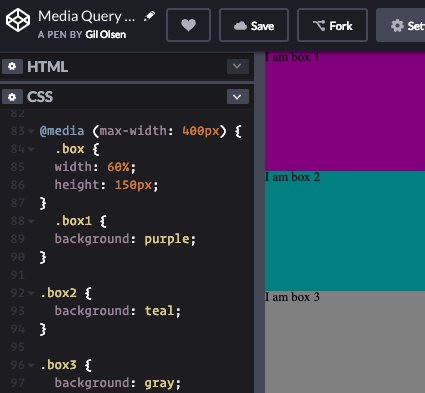 Media Query ...
A PEN BY Gil Olsen
Save
Fork
Set
HTML
CSS
82
83 @media (max-width: 400px) {
84 .box {
85 width: 60%;
86 height: 150px;
87 }
88 .box1 {
89 background: purple;
90 }
91
92 .box2 {
93 background: teal;
94 }
95
96 .box3 {
97 background: gray;
I am box 1
I am box 2
I am box 3